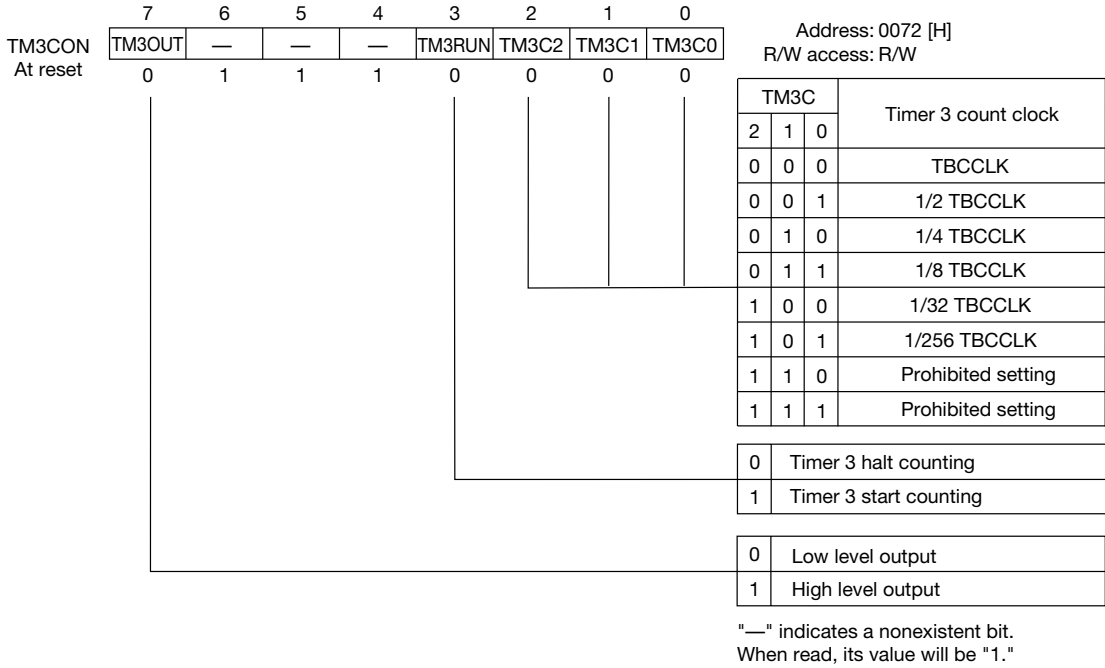 7 6 5 4 3 2 1 0
TM3CON TM3OUT — — — TM3RUN TM3C2 TM3C1 TM3C0
At reset 0 1 1 1 0 0 0 0
Address: 0072 [H]
R/W access: R/W
TM3C Timer 3 count clock
2 1 0
0 0 0 TBCCLK
0 0 1 1/2 TBCCLK
0 1 0 1/4 TBCCLK
0 1 1 1/8 TBCCLK
1 0 0 1/32 TBCCLK
1 0 1 1/256 TBCCLK
1 1 0 Prohibited setting
1 1 1 Prohibited setting
0 Timer 3 halt counting
1 Timer 3 start counting
0 Low level output
1 High level output
"—" indicates a nonexistent bit.
When read, its value will be "1."